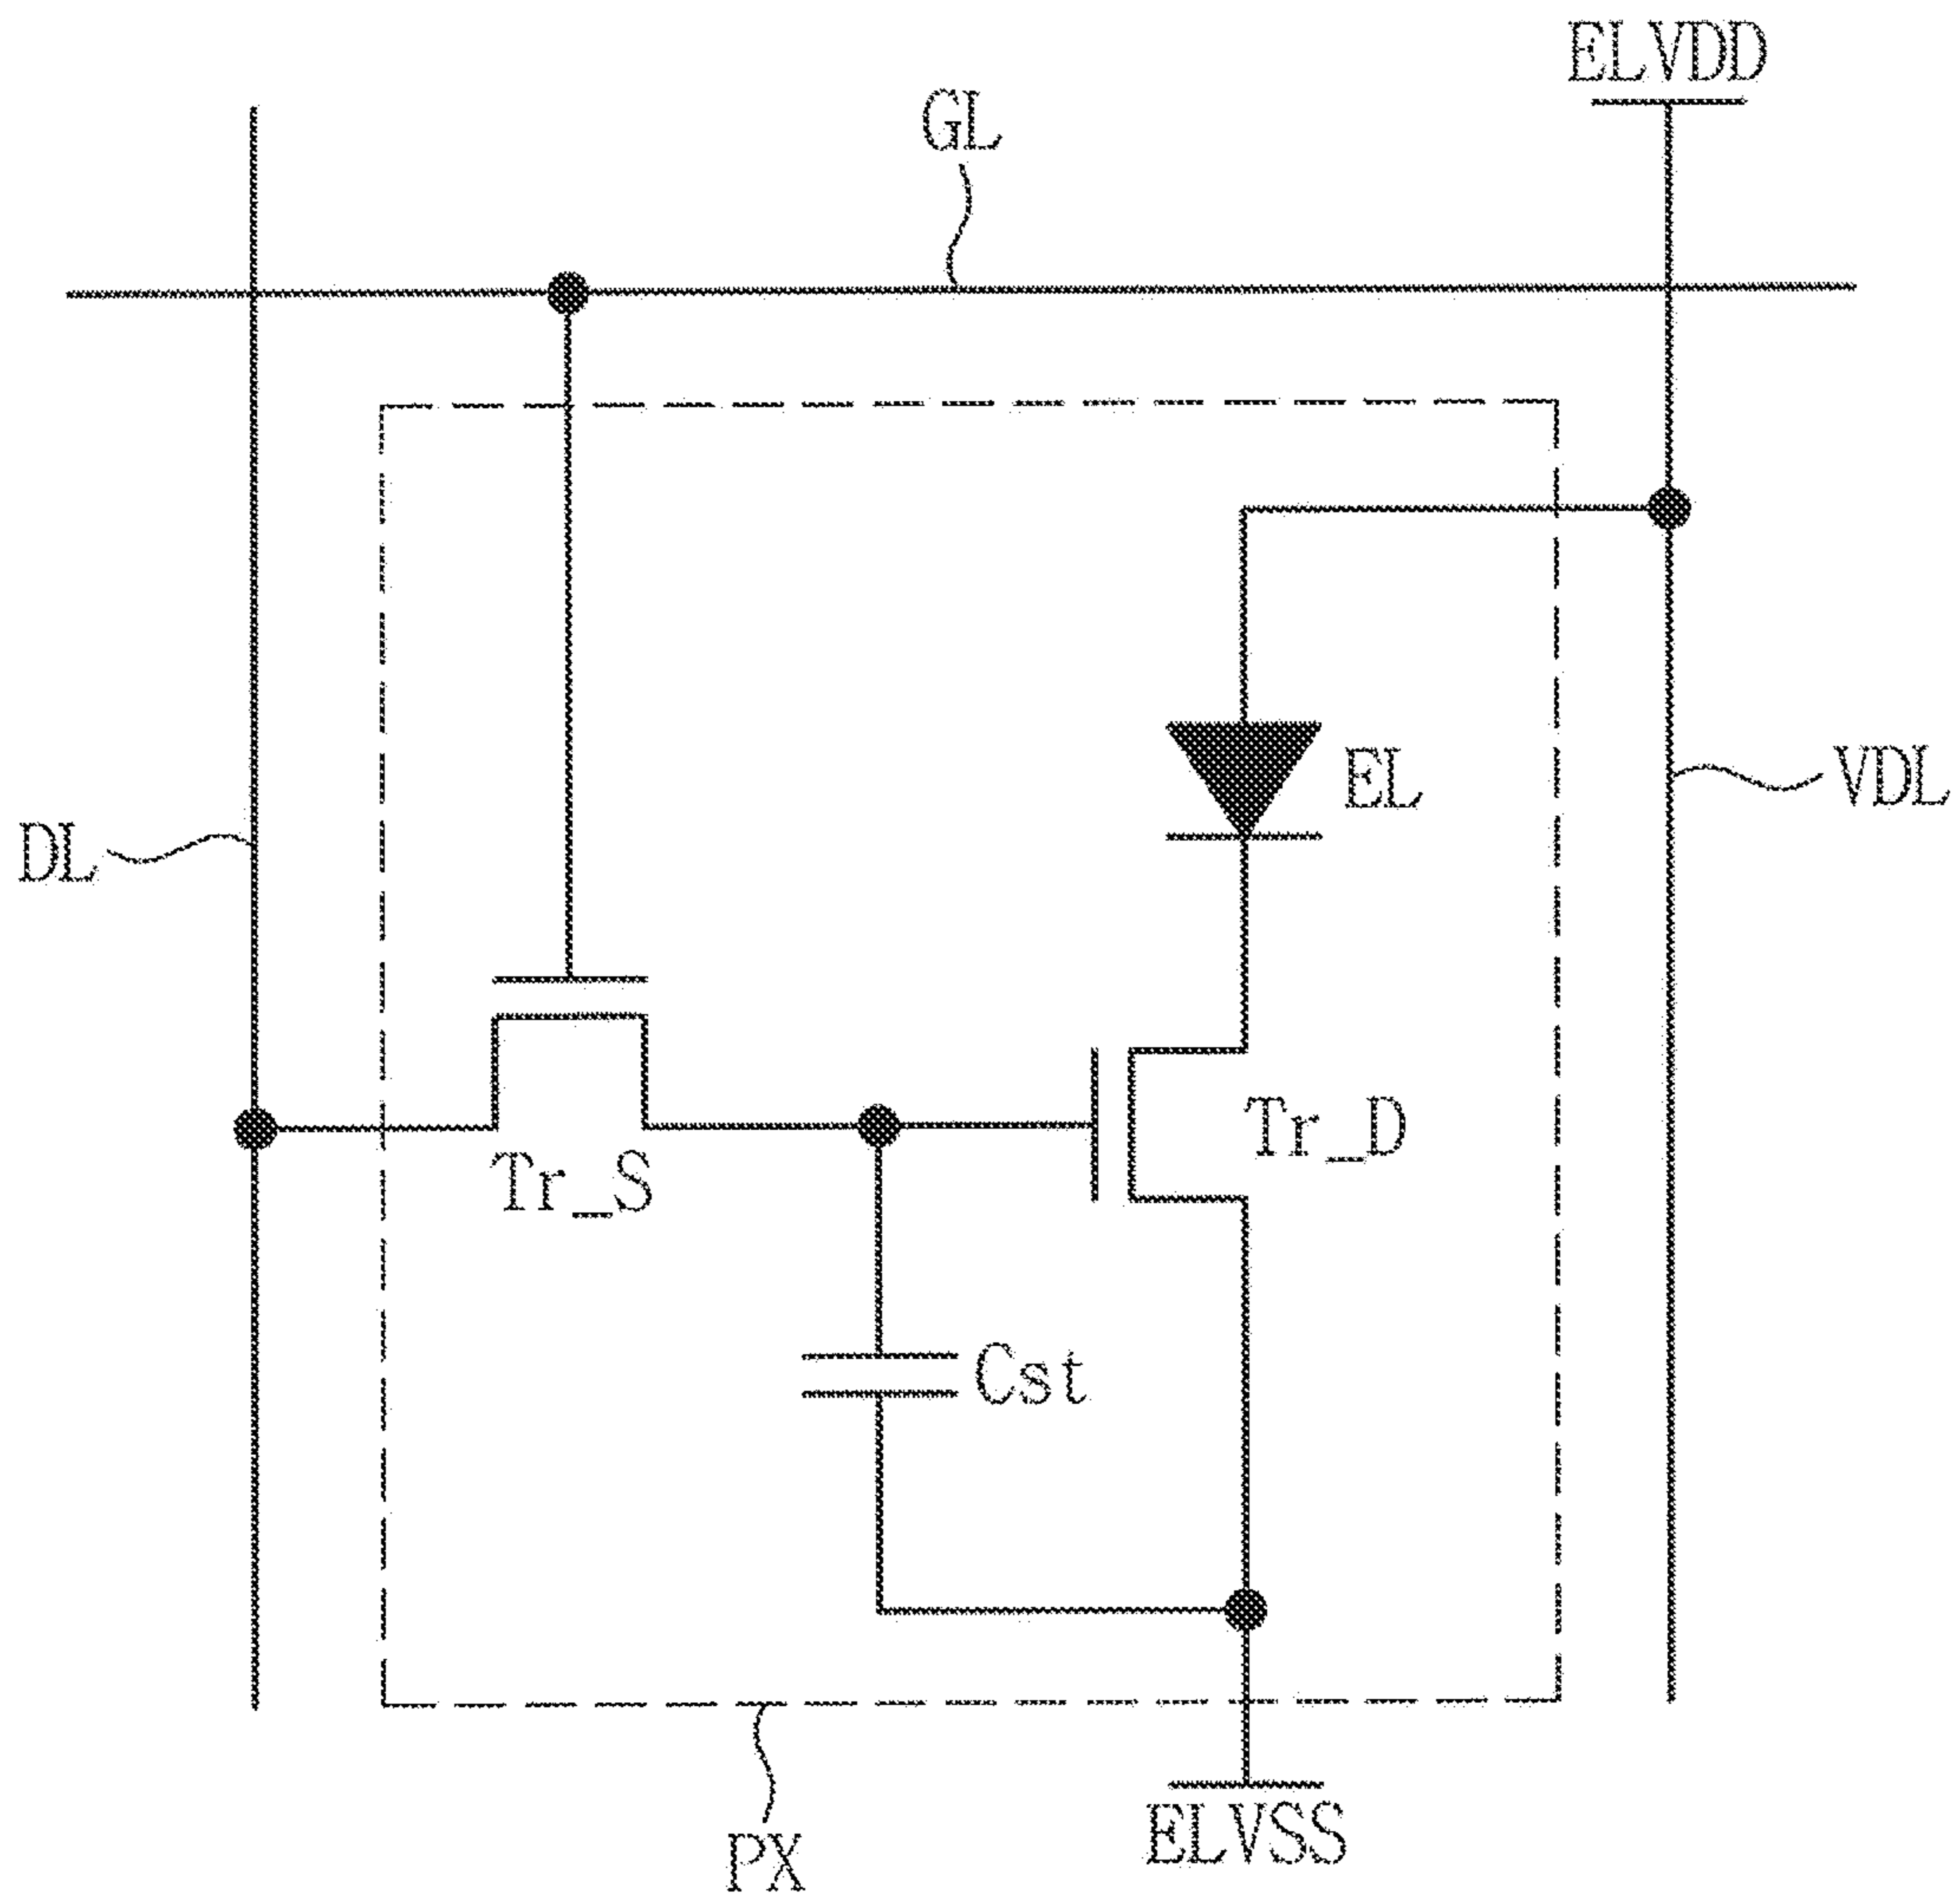 ELVDD
GL
EL
VDL
DL
Tr_D
Tr_S
Cst
ELVSS
PX